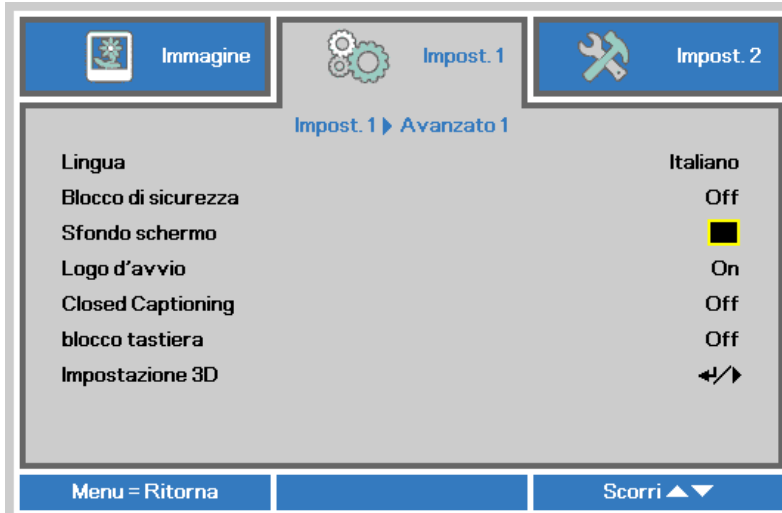 Immagine
Impost. 1
Impost. 2
Impost. 1 Avanzato 1
Lingua Italiano
Blocco di sicurezza Off
Sfondo schermo
Logo d'avvio On
Closed Captioning Off
blocco tastiera Off
Impostazione 3D
Menu = Ritorna
Scorri